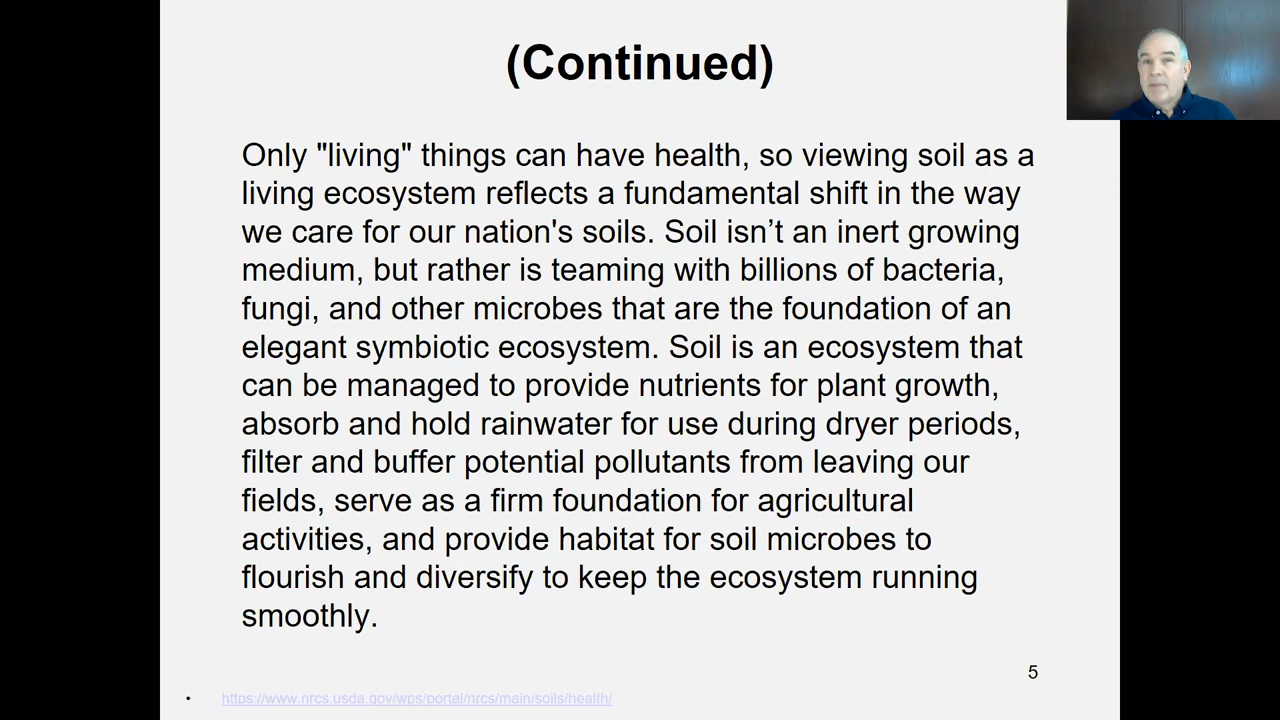 (Continued)
Only "living" things can have health, so viewing soil as a
living ecosystem reflects a fundamental shift in the way
we care for our nation's soils. Soil isn’t an inert growing
medium, but rather is teaming with billions of bacteria,
fungi, and other microbes that are the foundation of an
elegant symbiotic ecosystem. Soil is an ecosystem that
can be managed to provide nutrients for plant growth,
absorb and hold rainwater for use during dryer periods,
filter and buffer potential pollutants from leaving our
fields, serve as a firm foundation for agricultural
activities, and provide habitat for soil microbes to
flourish and diversify to keep the ecosystem running
smoothly.
5
• https://www.nrcs.usda.gov/wps/portal/nrcs/main/soils/health/